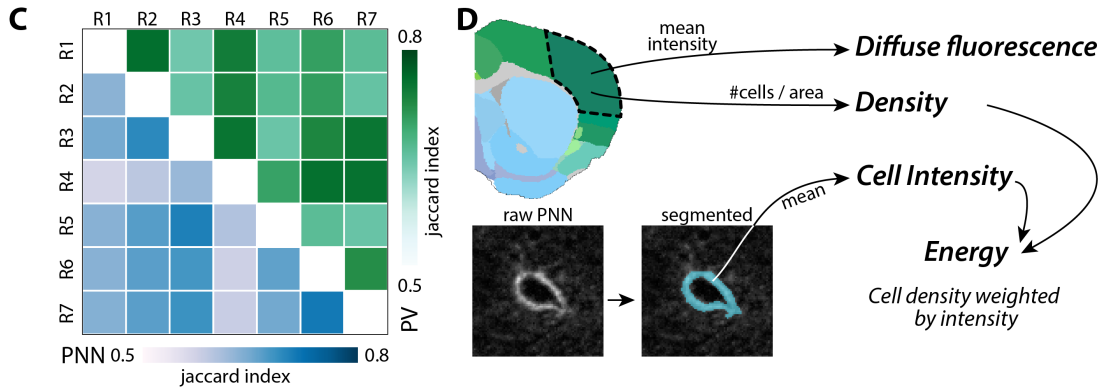 C
R1 R2 R3 R4 R5 R6 R7
R1
R2
R3
R4
R5
R6
R7
0.8
jaccard index
0.5
PV
PNN 0.5
0.8
jaccard index
D
mean
intensity
Diffuse fluorescence
#cells / area
Density
Cell Intensity
mean
raw PNN
segmented
Energy
Cell density weighted
by intensity